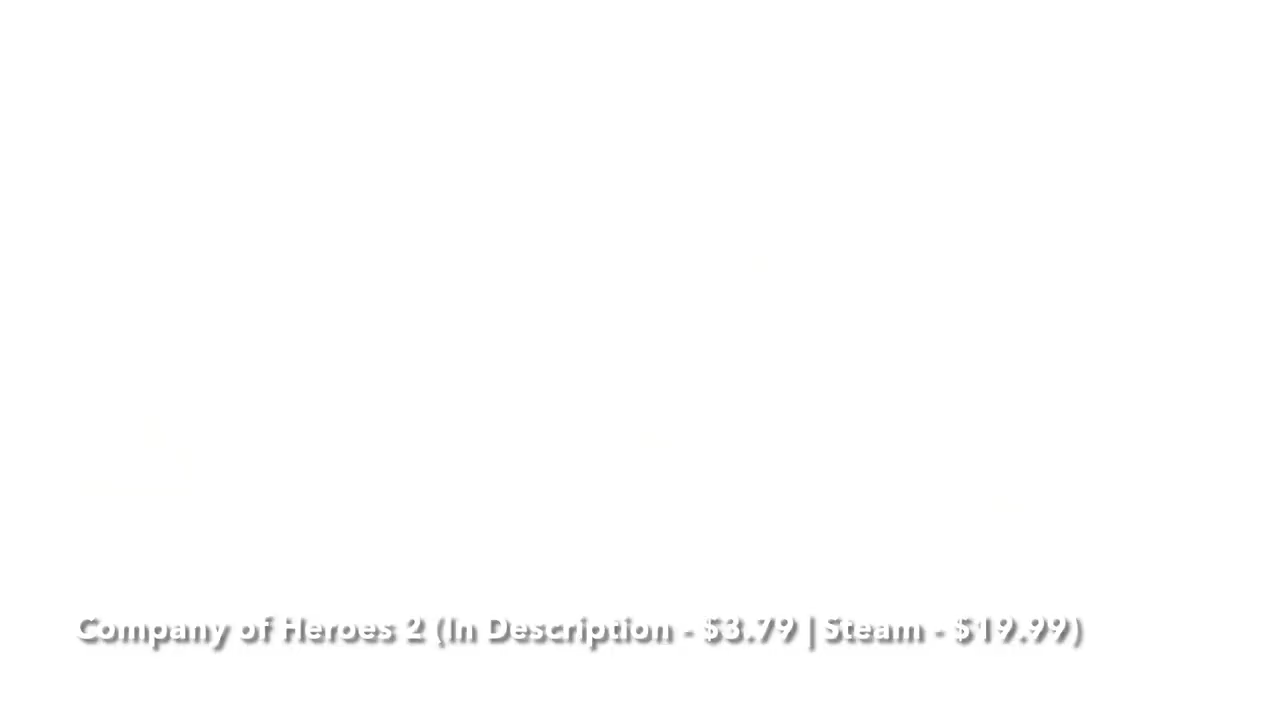 Company of Heroes 2 (In Description - $3.79 | Steam - $19.99)